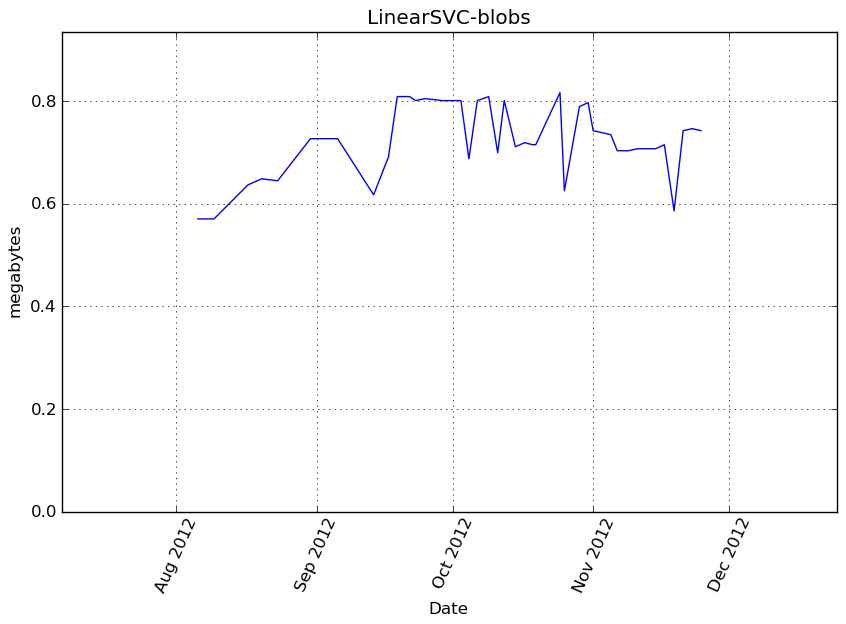 LinearSVC-blobs
megabytes
0.8
0.6
0.4
0.2
0.0
Aug 2012
Sep 2012
Oct 2012
Nov 2012
Dec 2012
Date